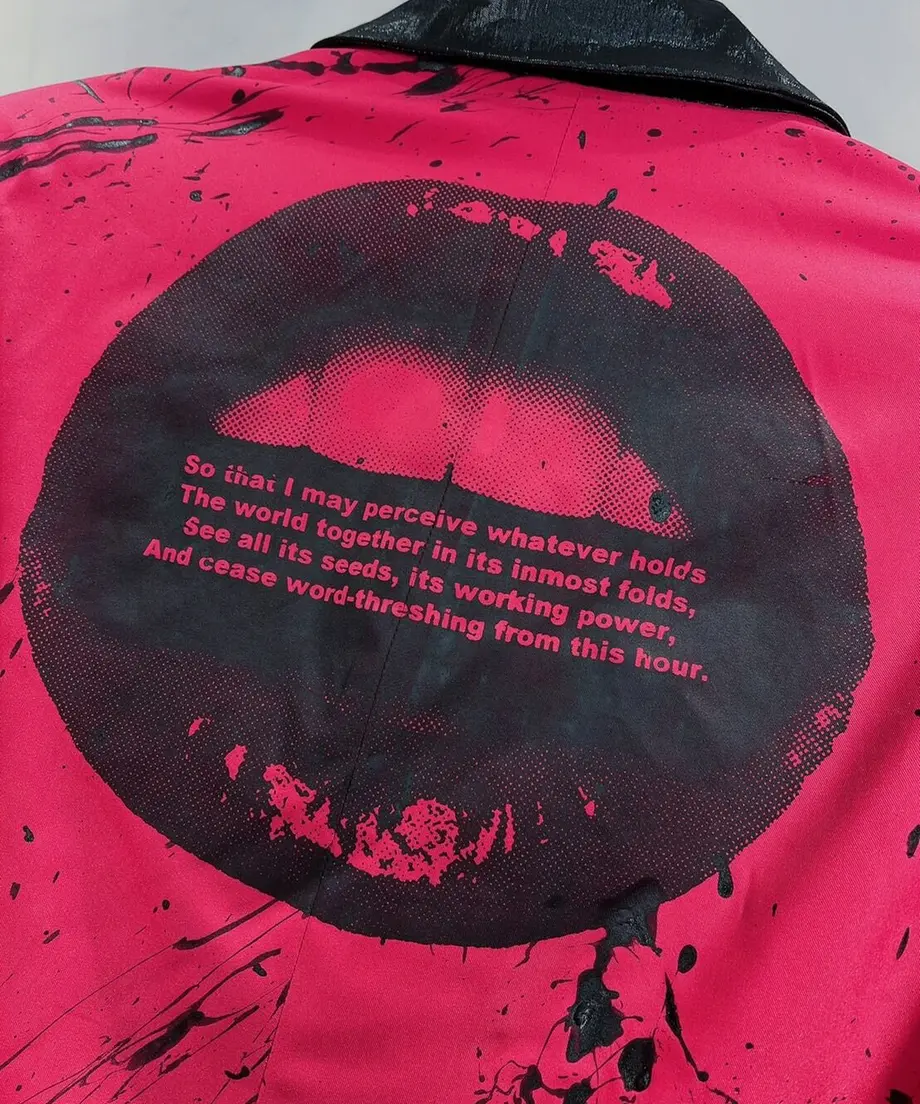 So that I may perceive whatever holds
The world together in its inmost folds,
See all its seeds, its working power,
And cease word-threshing from this hour.